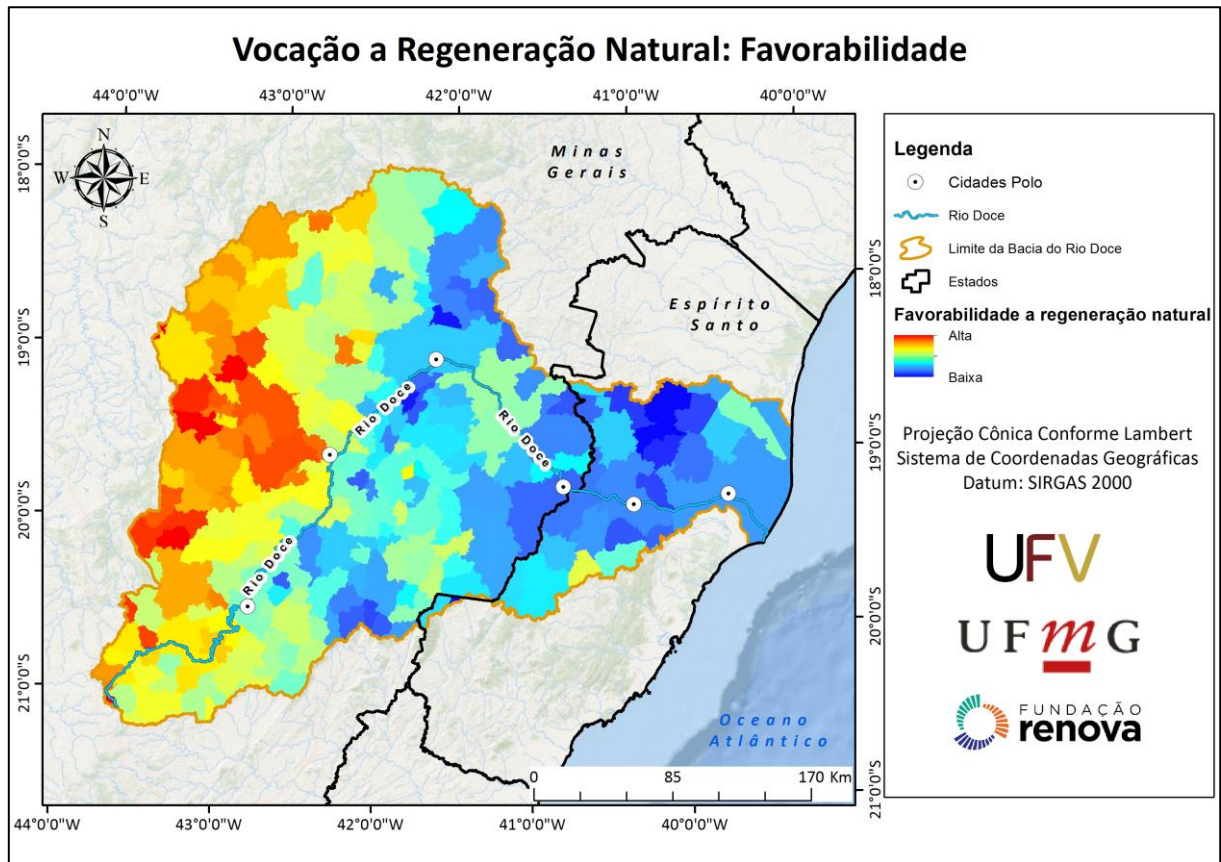 Vocação a Regeneração Natural: Favorabilidade
44°0'0"W 43°0'0"W 42°0'0"W 41°0'0"W 40°0'0"W
N
W E
S
18°0'0"S
19°0'0"S
20°0'0"S
21°0'0"S
Minas
Gerais
Espírito
Santo
Rio Doce
Rio Doce
Rio Doce
Oceano
Atlântico
0 85 170 Km
18°0'0"S
19°0'0"S
20°0'0"S
21°0'0"S
44°0'0"W 43°0'0"W 42°0'0"W 41°0'0"W 40°0'0"W
Legenda
Cidades Polo
Rio Doce
Limite da Bacia do Rio Doce
Estados
Favorabilidade a regeneração natural
Alta
Baixa
Projeção Cônica Conforme Lambert
Sistema de Coordenadas Geográficas
Datum: SIRGAS 2000
UFV
UFmG
FUNDAÇÃO
renova